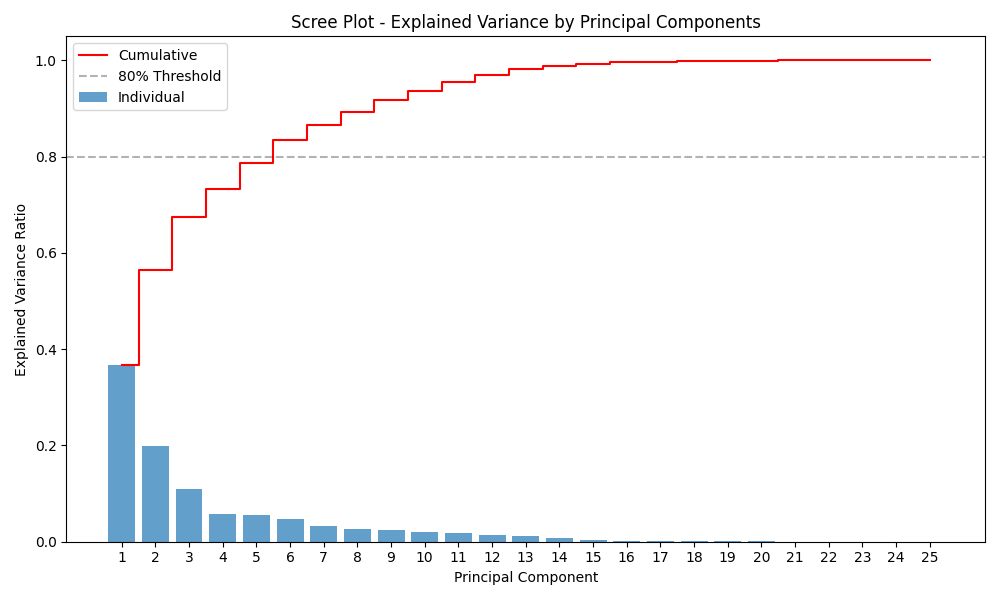 Scree Plot - Explained Variance by Principal Components
Cumulative
80% Threshold
Individual
Explained Variance Ratio
1.0
0.8
0.6
0.4
0.2
0.0
1 2 3 4 5 6 7 8 9 10 11 12 13 14 15 16 17 18 19 20 21 22 23 24 25
Principal Component